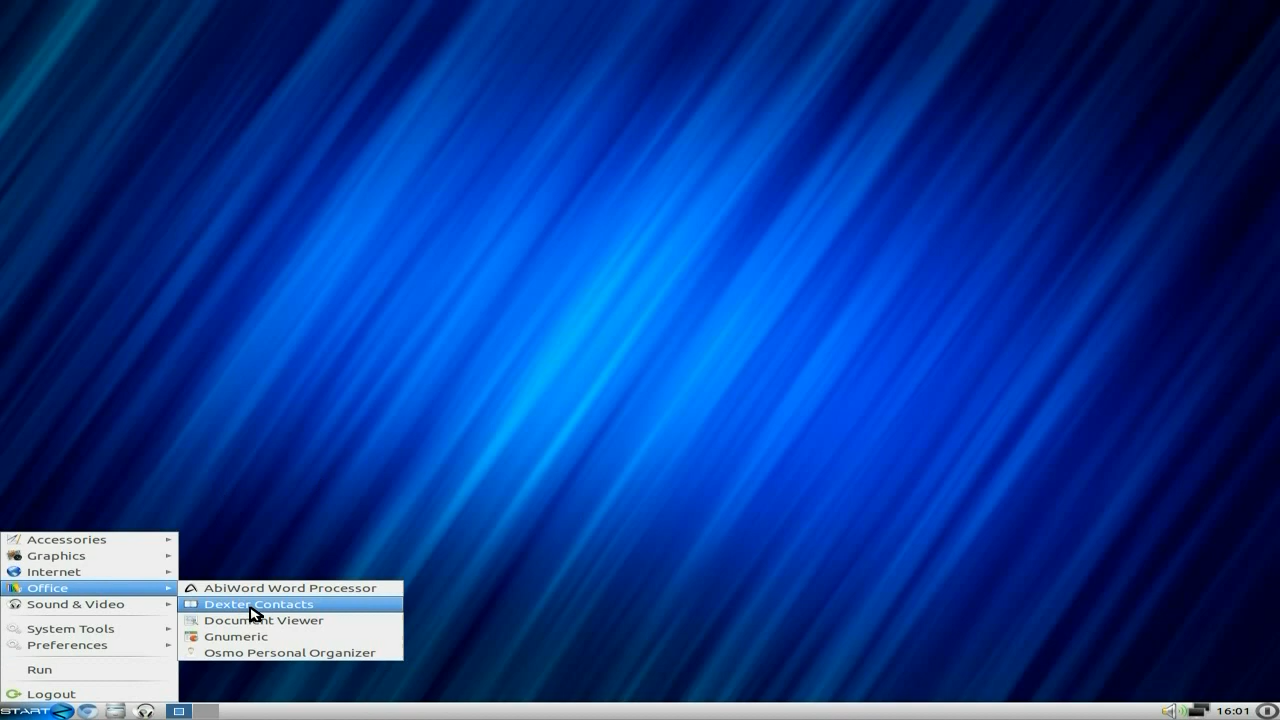 Accessories
Graphics
Internet
Office
AbiWord Word Processor
Sound & Video
Dexter Contacts
Document Viewer
System Tools
Gnumeric
Preferences
Osmo Personal Organizer
Run
Logout
START
16:01